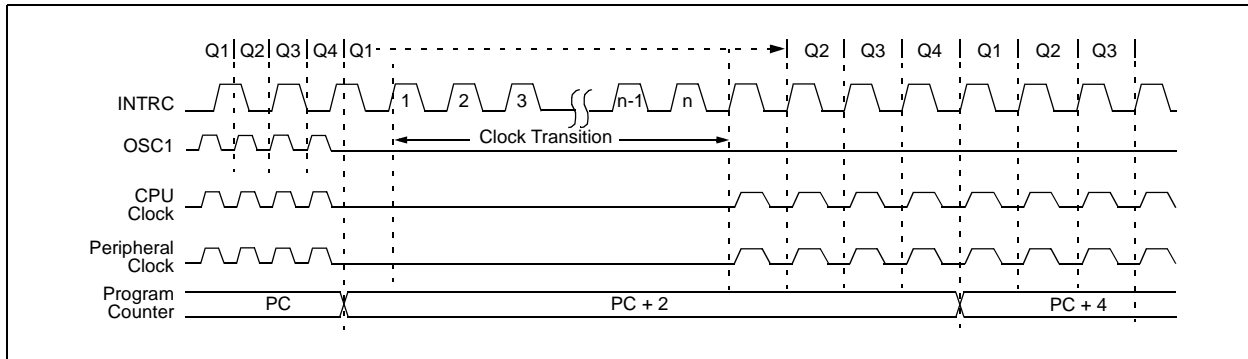 Q1 Q2 Q3 Q4 Q1 Q2 Q3 Q4 Q1 Q2 Q3
INTRC
1 2 3 n-1 n
OSC1
Clock Transition
CPU
Clock
Peripheral
Clock
Program
Counter
PC PC + 2 PC + 4